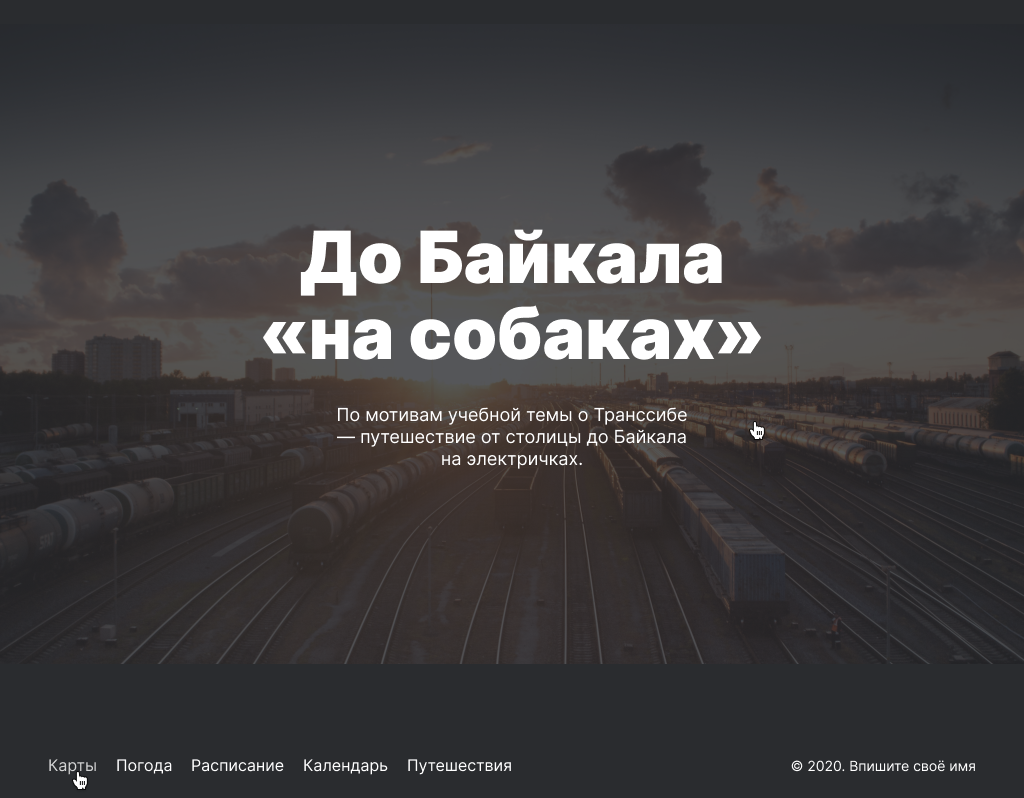 До Байкала
«на собаках»
По мотивам учебной темы о Транссибе
— путешествие от столицы до Байкала
на электричках.
Карты Погода Расписание Календарь Путешествия © 2020. Впишите своё имя